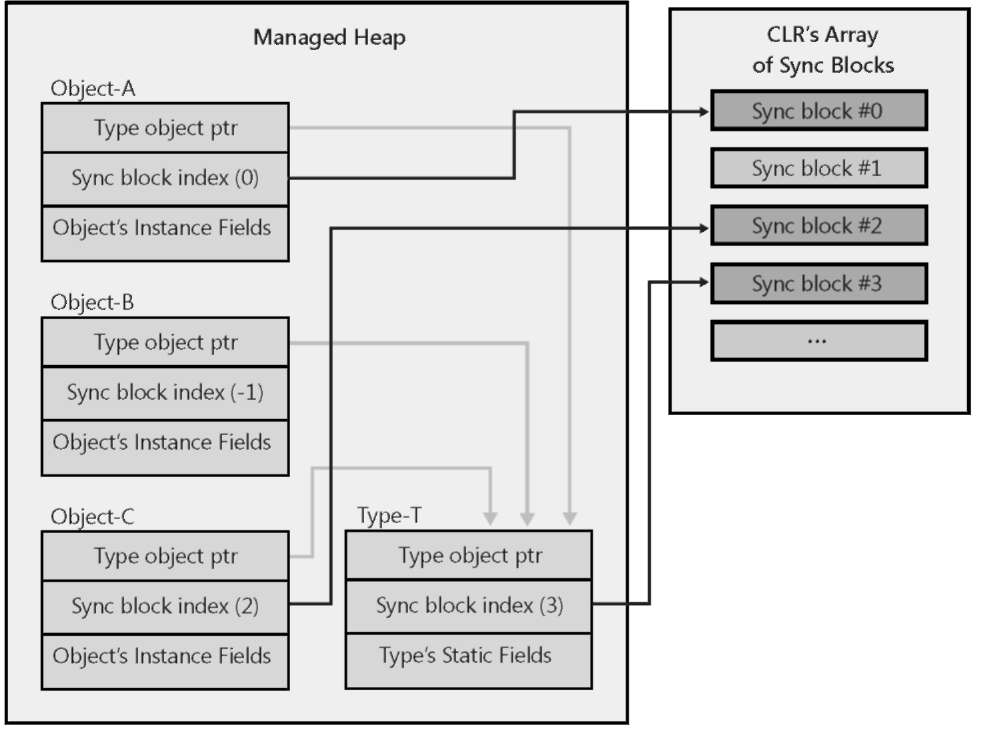 Managed Heap
Object-A
Type object ptr
Sync block index (0)
Object's Instance Fields
Object-B
Type object ptr
Sync block index (-1)
Object's Instance Fields
Object-C
Type object ptr
Sync block index (2)
Object's Instance Fields
Type-T
Type object ptr
Sync block index (3)
Type's Static Fields
CLR's Array
of Sync Blocks
Sync block #0
Sync block #1
Sync block #2
Sync block #3
...